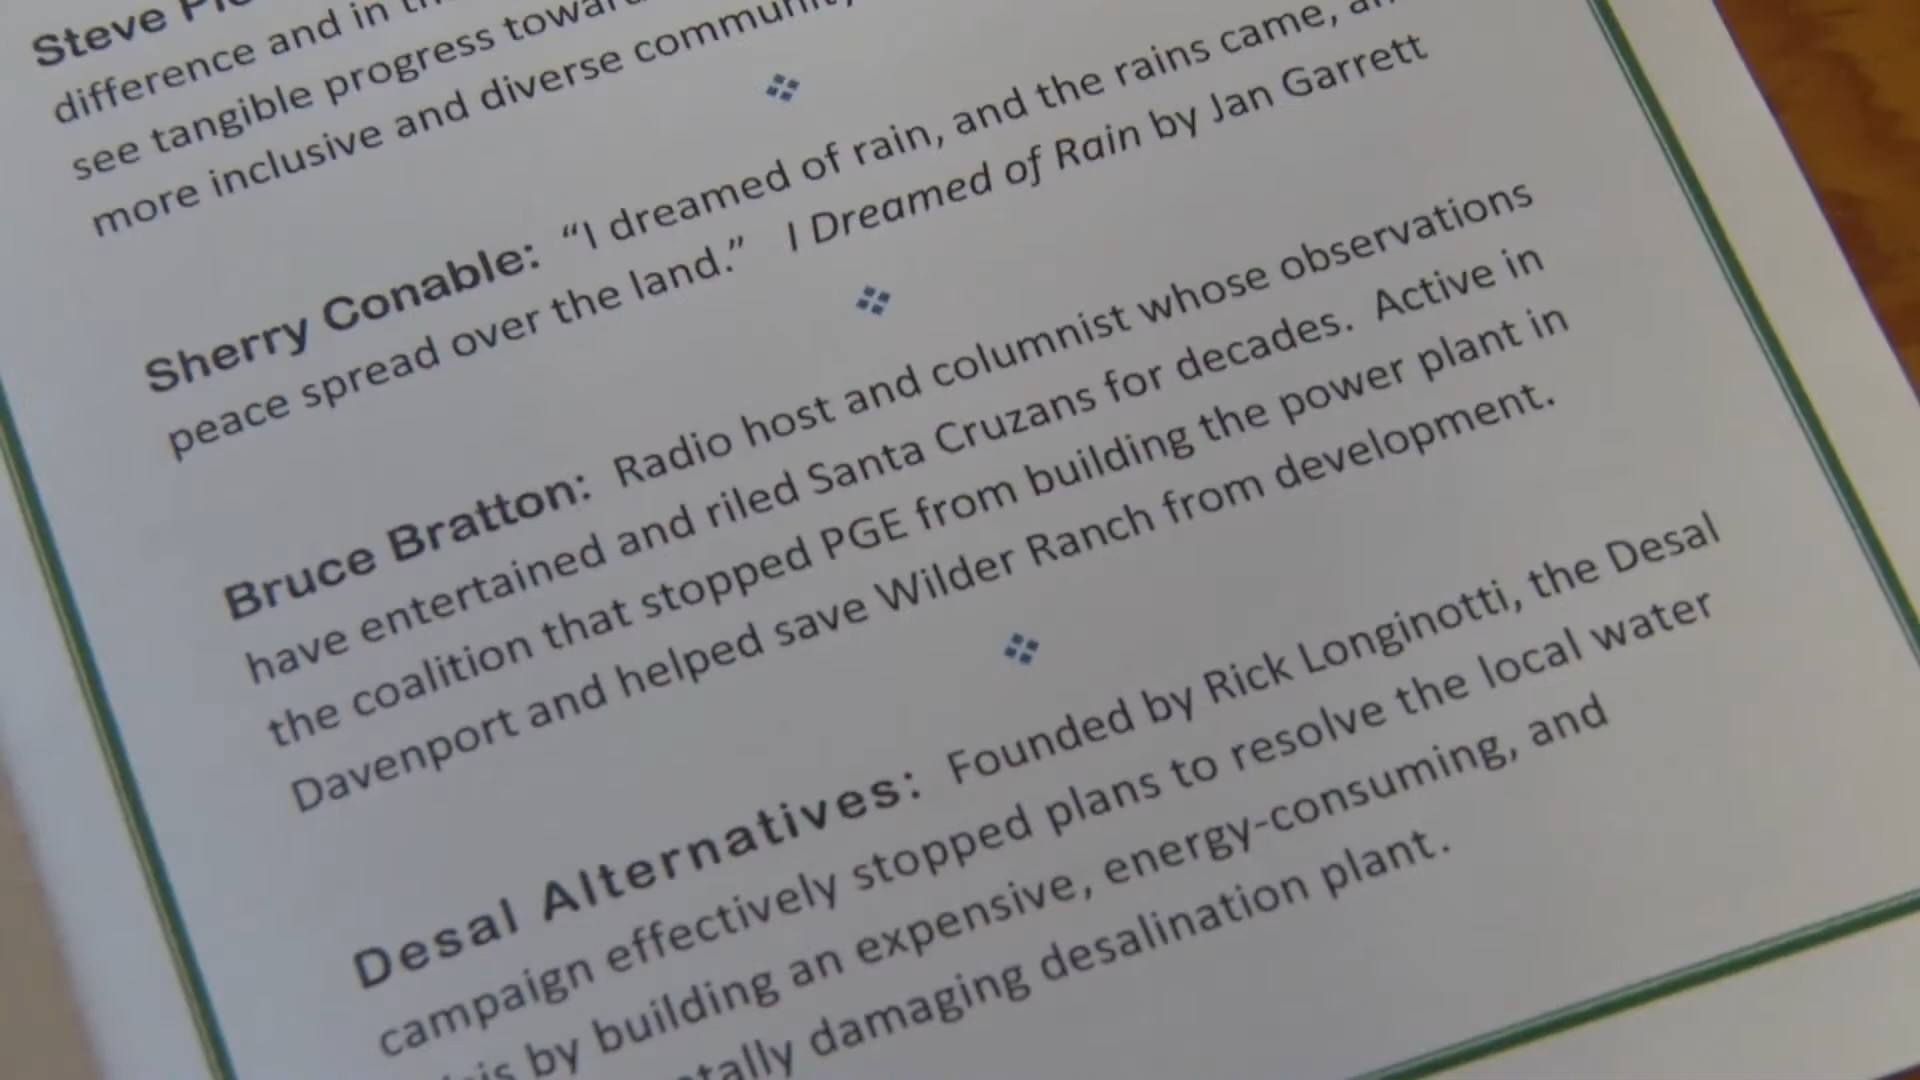 Steve
difference and in
see tangible progress
more inclusive and diverse
Sherry Conable: “I dreamed of rain, and the rains came,
peace spread over the land.” I Dreamed of Rain by Jan Garrett
Bruce Bratton: Radio host and columnist whose observations
have entertained and riled Santa Cruzans for decades. Active in
the coalition that stopped PGE from building the power plant in
Davenport and helped save Wilder Ranch from development.
Desal Alternatives: Founded by Rick Longinotti, the Desal
campaign effectively stopped plans to resolve the local water
by building an expensive, energy-consuming, and
damaging desalination plant.